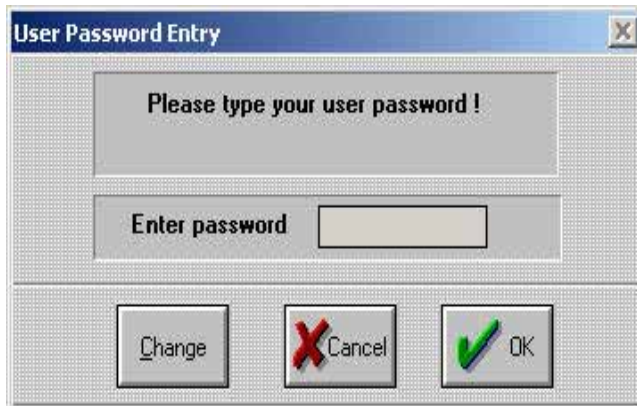 User Password Entry
Please type your user password !
Enter password
Change
Cancel
OK